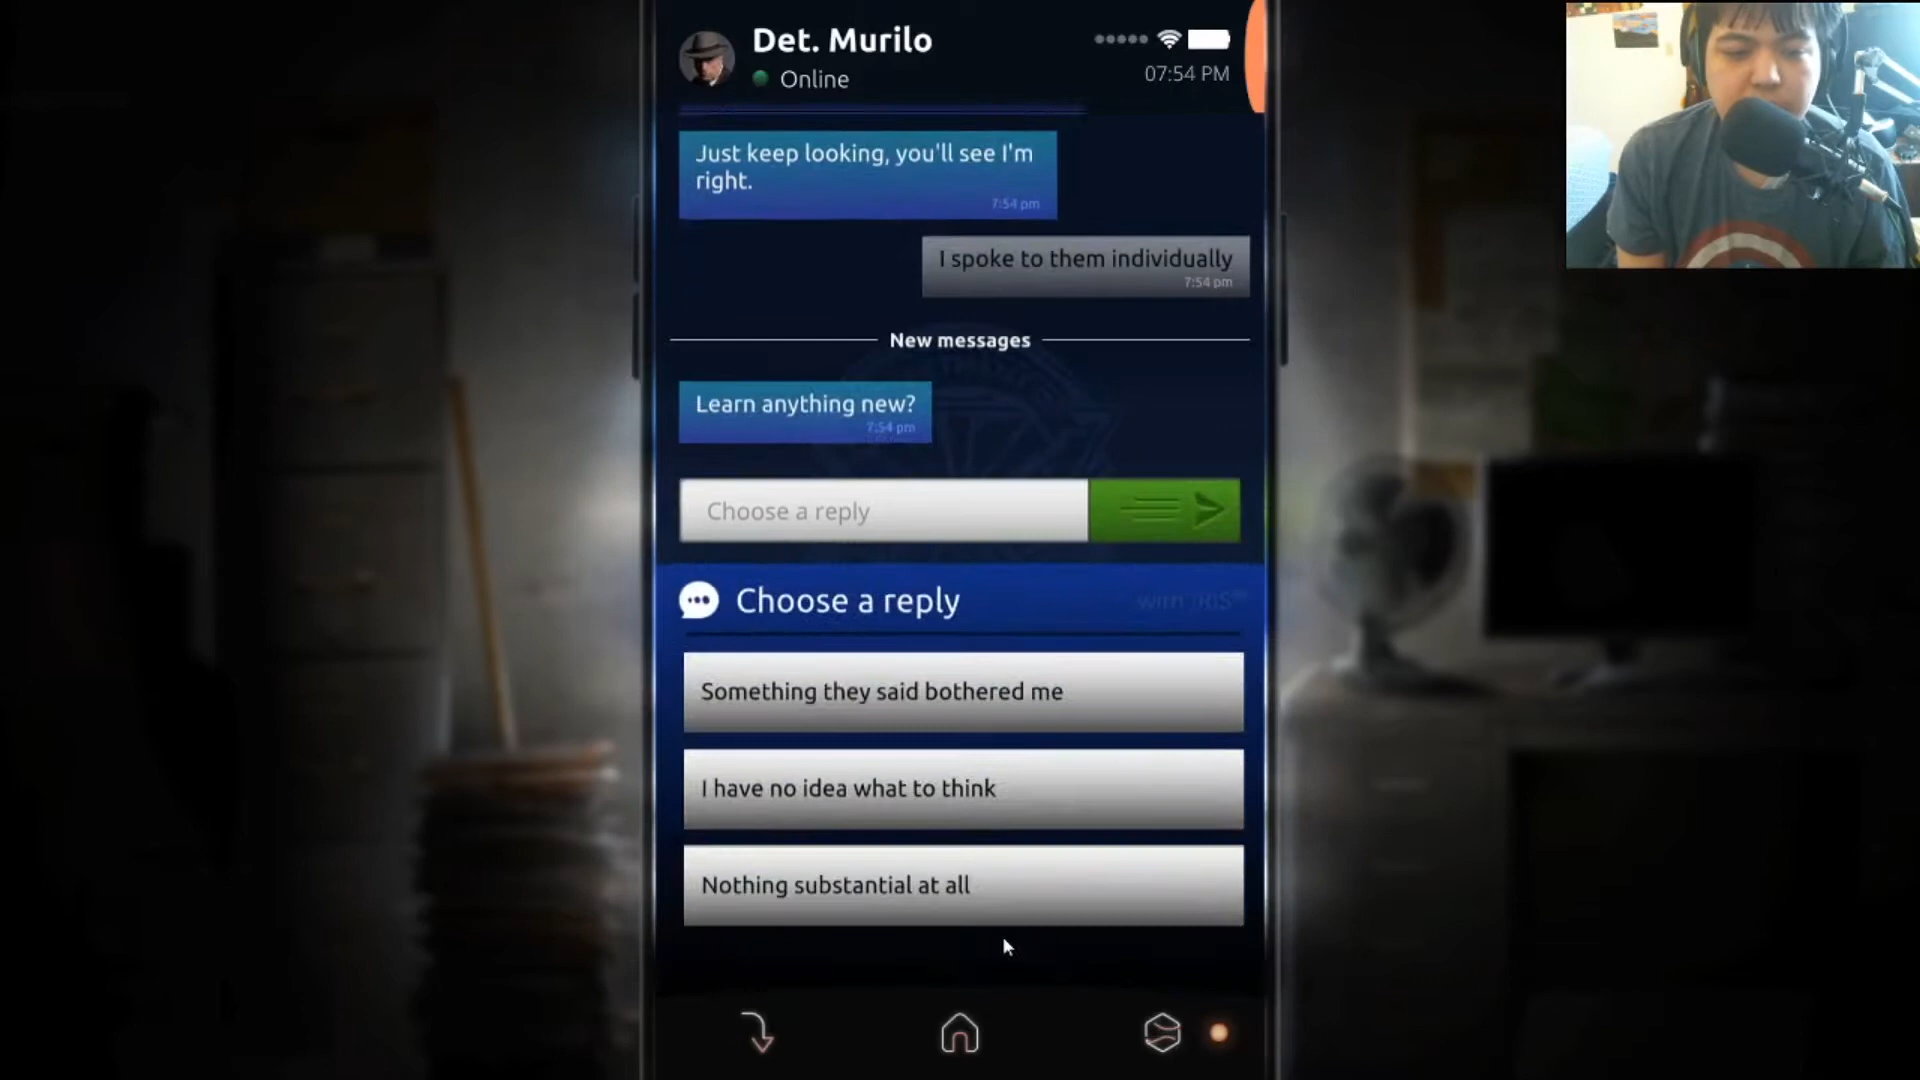 Det. Murilo
Online
07:54 PM
Just keep looking, you'll see I'm
right.
7:54 pm
I spoke to them individually
7:54 pm
New messages
Learn anything new?
7:54 pm
Choose a reply
Choose a reply
with IRIS
Something they said bothered me
I have no idea what to think
Nothing substantial at all